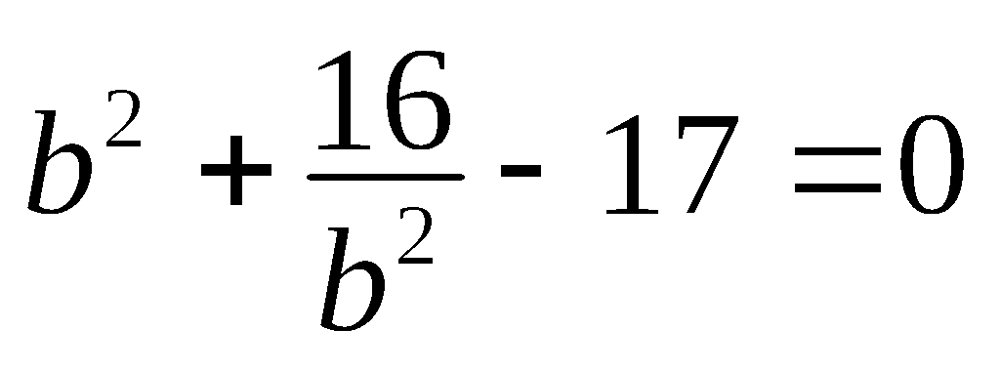 b² + 16/b² - 17 = 0